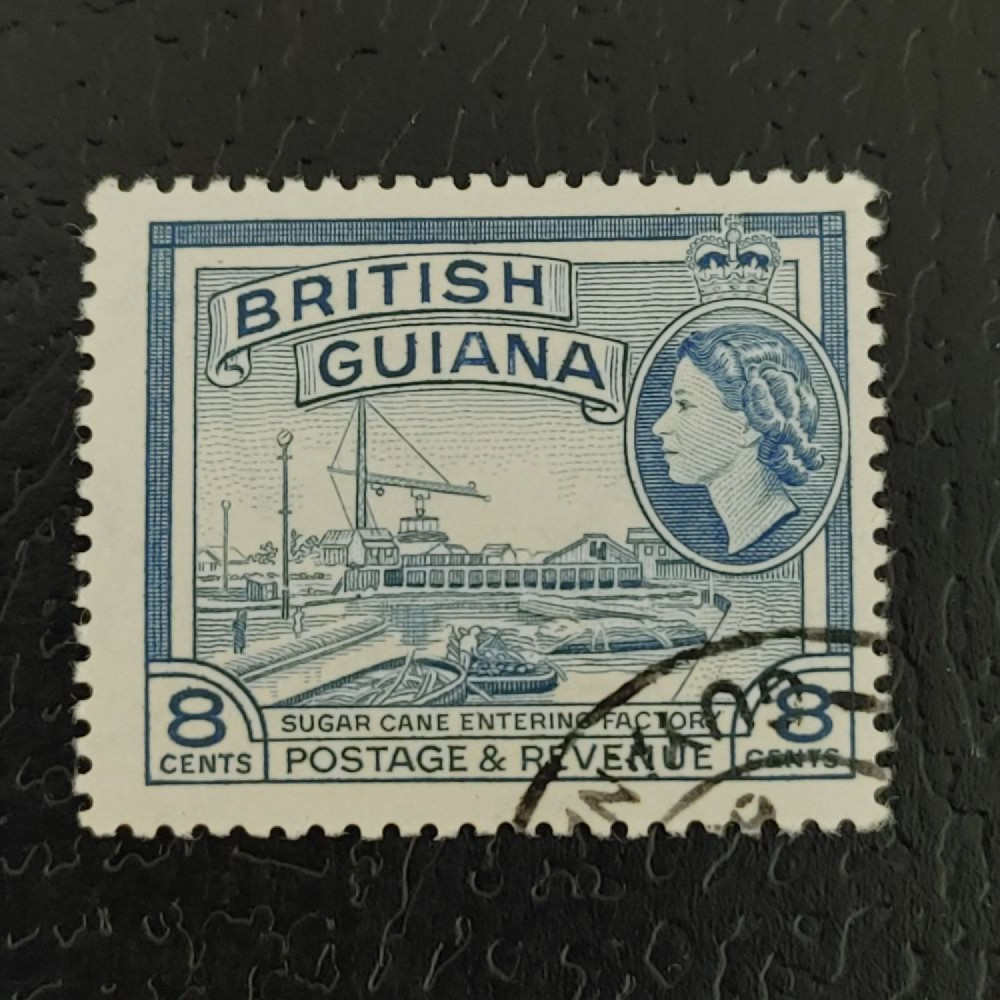 BRITISH
GUIANA
8 CENTS
SUGAR CANE ENTERING FACTORY
POSTAGE & REVENUE
8 CENTS